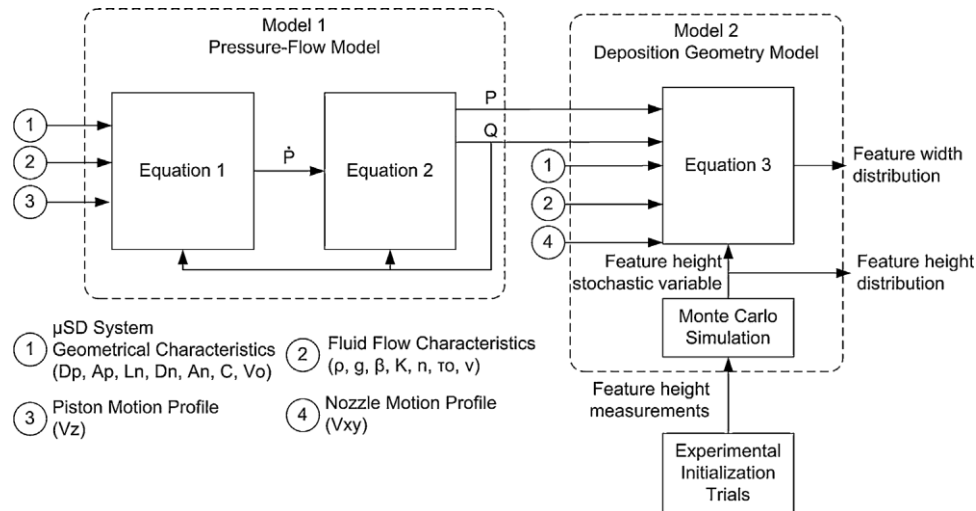 Model 1
Pressure-Flow Model
Model 2
Deposition Geometry Model
1
2
3
Equation 1
Ṗ
Equation 2
P
Q
1
2
4
Equation 3
Feature width
distribution
Feature height
stochastic variable
Feature height
distribution
Monte Carlo
Simulation
Feature height
measurements
Experimental
Initialization
Trials
1
µSD System
Geometrical Characteristics
(Dp, Ap, Ln, Dn, An, C, Vo)
2
Fluid Flow Characteristics
(ρ, g, β, K, n, τo, ν)
3
Piston Motion Profile
(Vz)
4
Nozzle Motion Profile
(Vxy)